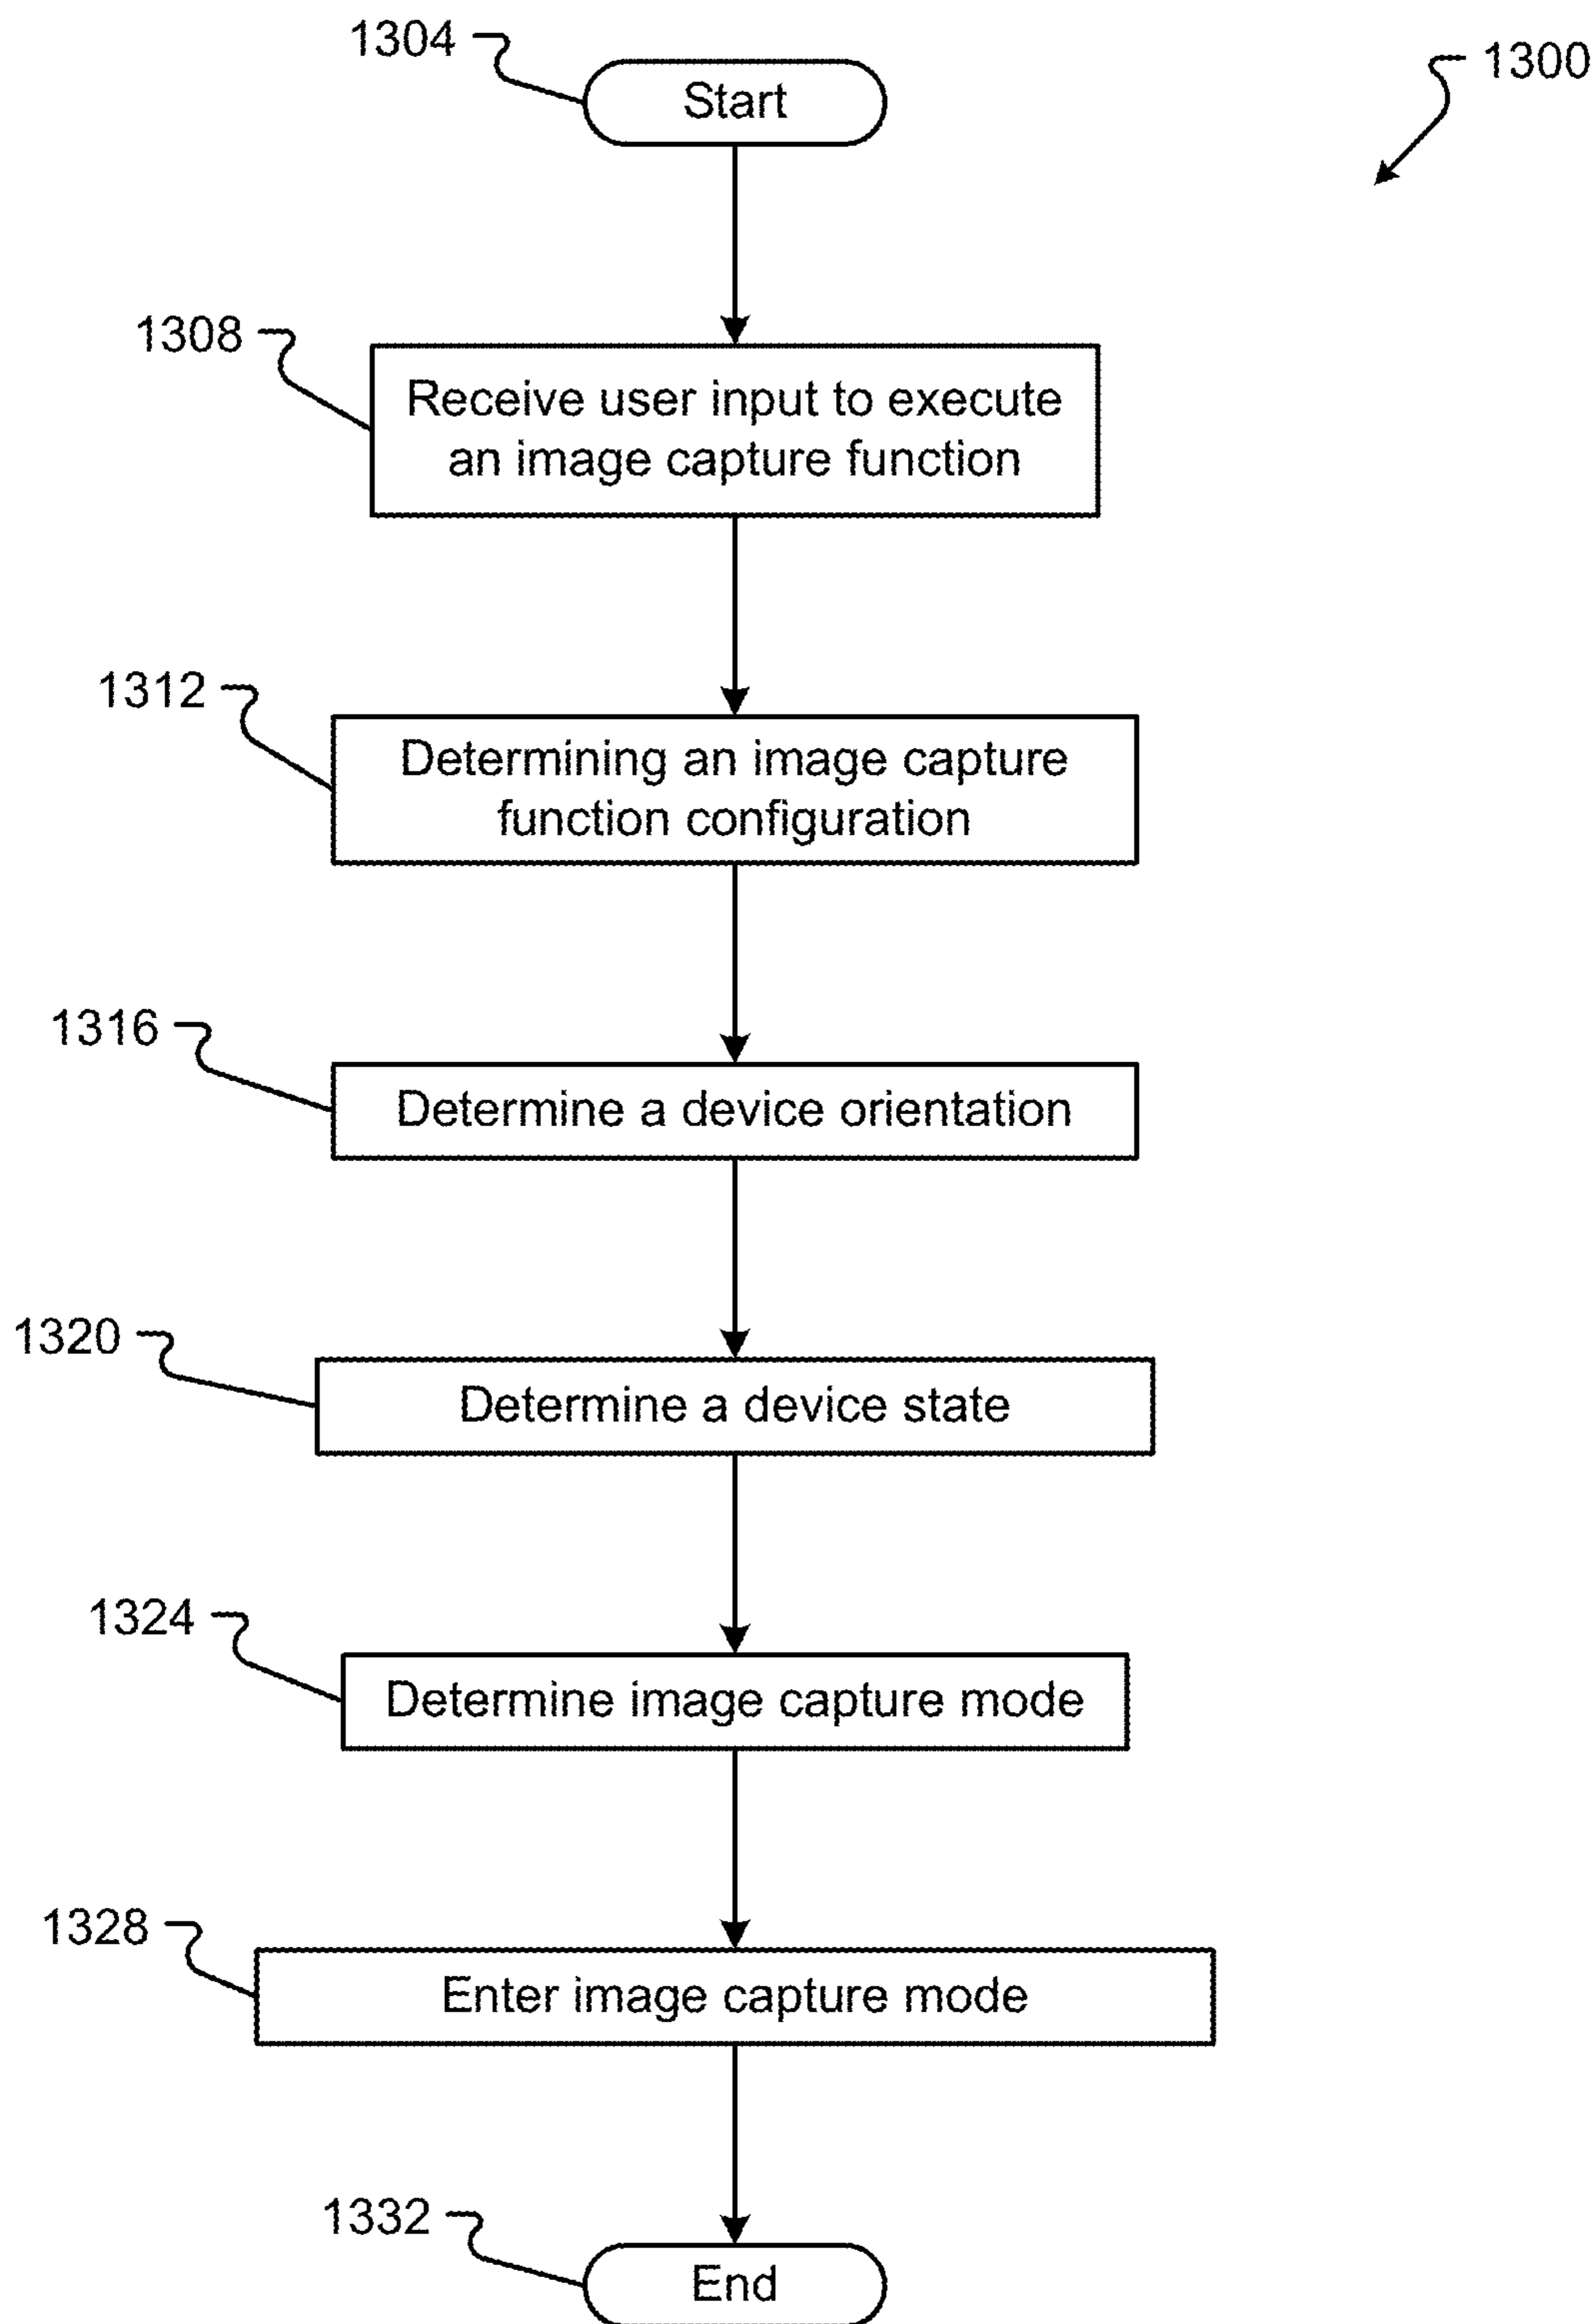 1304
Start
1300
1308
Receive user input to execute
an image capture function
1312
Determining an image capture
function configuration
1316
Determine a device orientation
1320
Determine a device state
1324
Determine image capture mode
1328
Enter image capture mode
1332
End